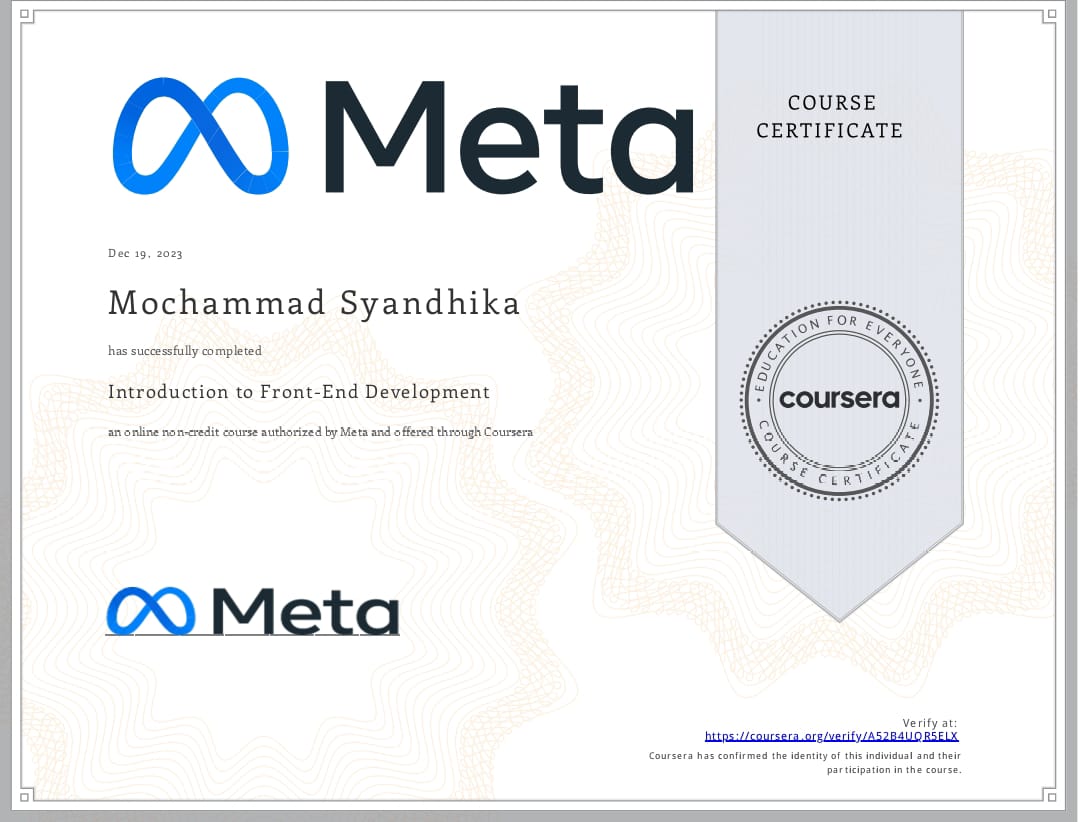 Meta
COURSE
CERTIFICATE
Dec 19, 2023
Mochammad Syandhika
has successfully completed
Introduction to Front-End Development
an online non-credit course authorized by Meta and offered through Coursera
EDUCATION FOR EVERYONE
coursera
COURSE CERTIFICATE
Meta
Verify at:
https://coursera.org/verify/A52B4UQR5ELX
Coursera has confirmed the identity of this individual and their
participation in the course.